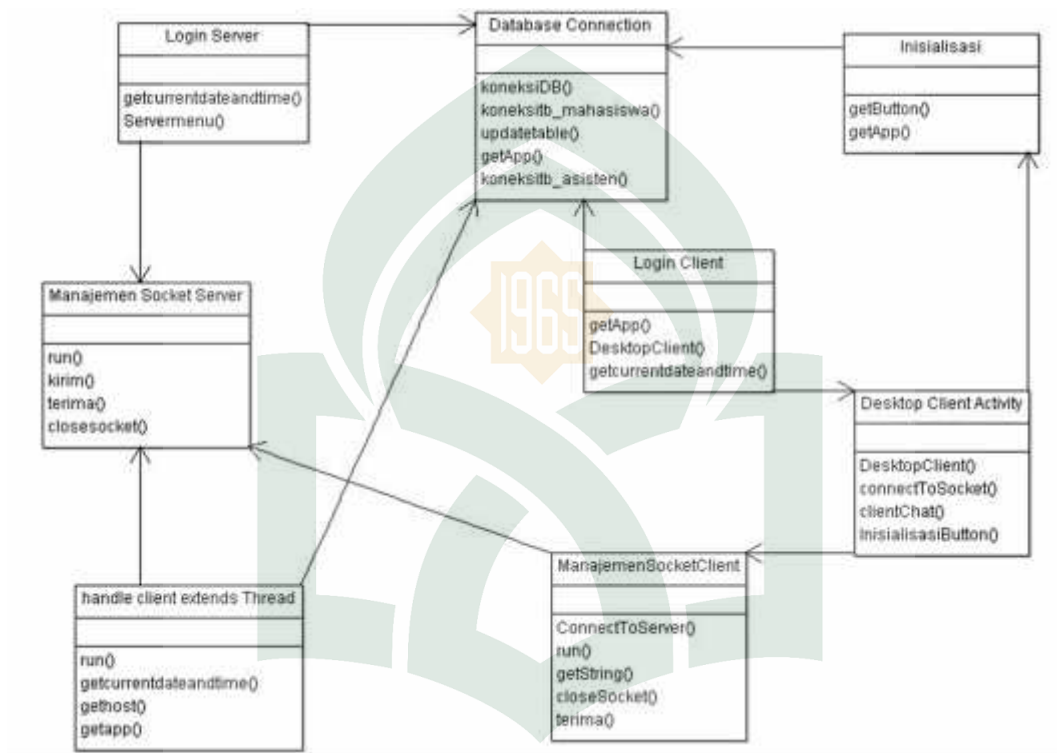 Login Server
getcurrentdateandtime()
Servermenu()
Database Connection
koneksiDB()
koneksitb_mahasiswa()
updatetable()
getApp()
koneksitb_asisten()
Inisialisasi
getButton()
getApp()
Login Client
getApp()
DesktopClient()
getcurrentdateandtime()
1969
Manajemen Socket Server
run()
kirim()
terima()
closesocket()
Desktop Client Activity
DesktopClient()
connectToSocket()
clientChat()
InisialisasiButton()
ManajemenSocketClient
ConnectToServer()
run()
getString()
closeSocket()
terima()
handle client extends Thread
run()
getcurrentdateandtime()
gethost()
getapp()